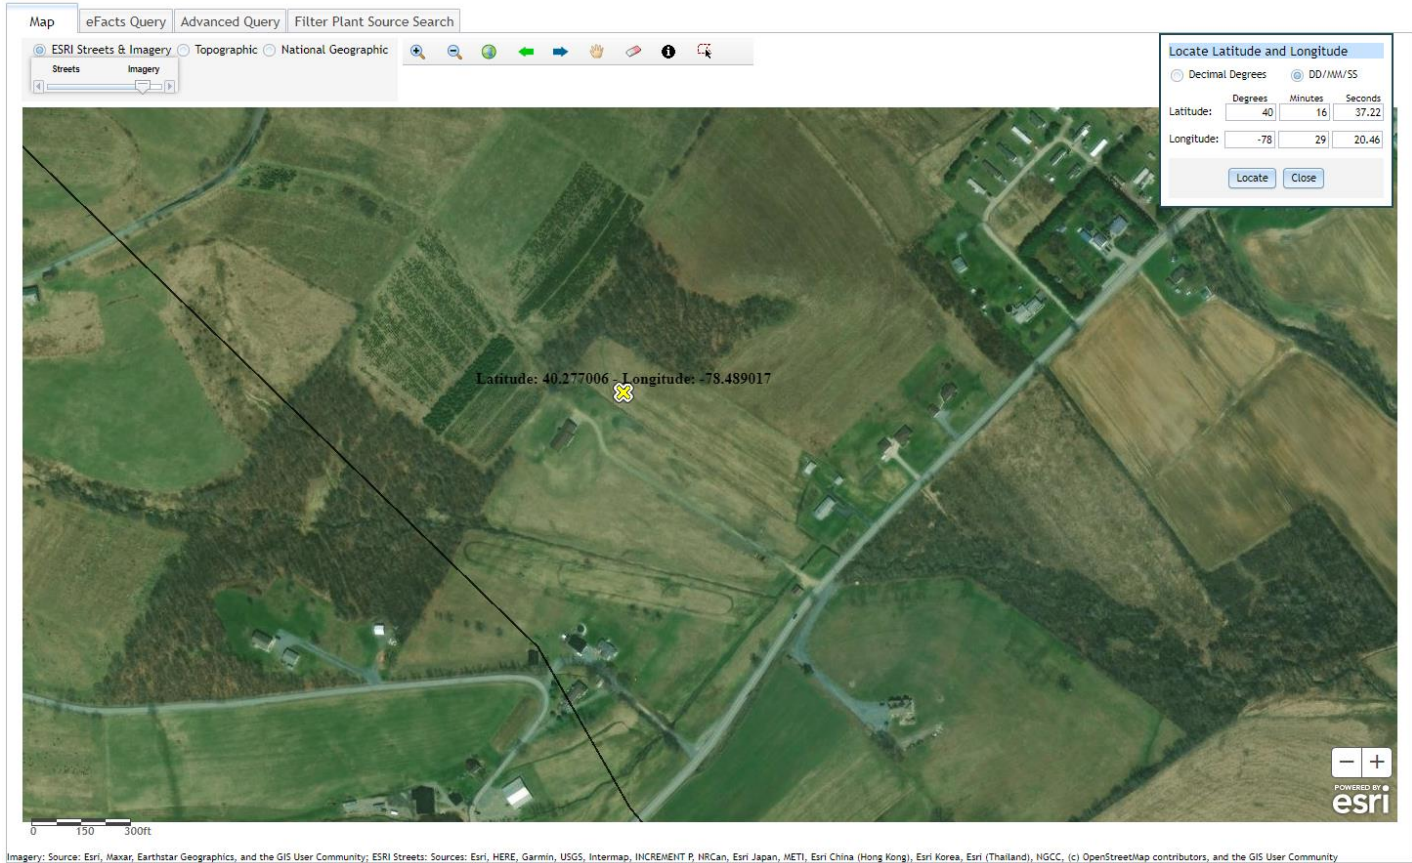 Map eFacts Query Advanced Query Filter Plant Source Search
ESRI Streets & Imagery Topographic National Geographic
Streets Imagery
Locate Latitude and Longitude
Decimal Degrees DD/MM/SS
Degrees Minutes Seconds
Latitude: 40 16 37.22
Longitude: -78 29 20.46
Locate Close
Latitude: 40.277006 - Longitude: -78.489017
POWERED BY
esri
0 150 300ft
Imagery: Source: Esri, Maxar, Earthstar Geographics, and the GIS User Community; ESRI Streets: Sources: Esri, HERE, Garmin, USGS, Intermap, INCREMENT P, NRCan, Esri Japan, METI, Esri China (Hong Kong), Esri Korea, Esri (Thailand), NGCC, (c) OpenStreetMap contributors, and the GIS User Community